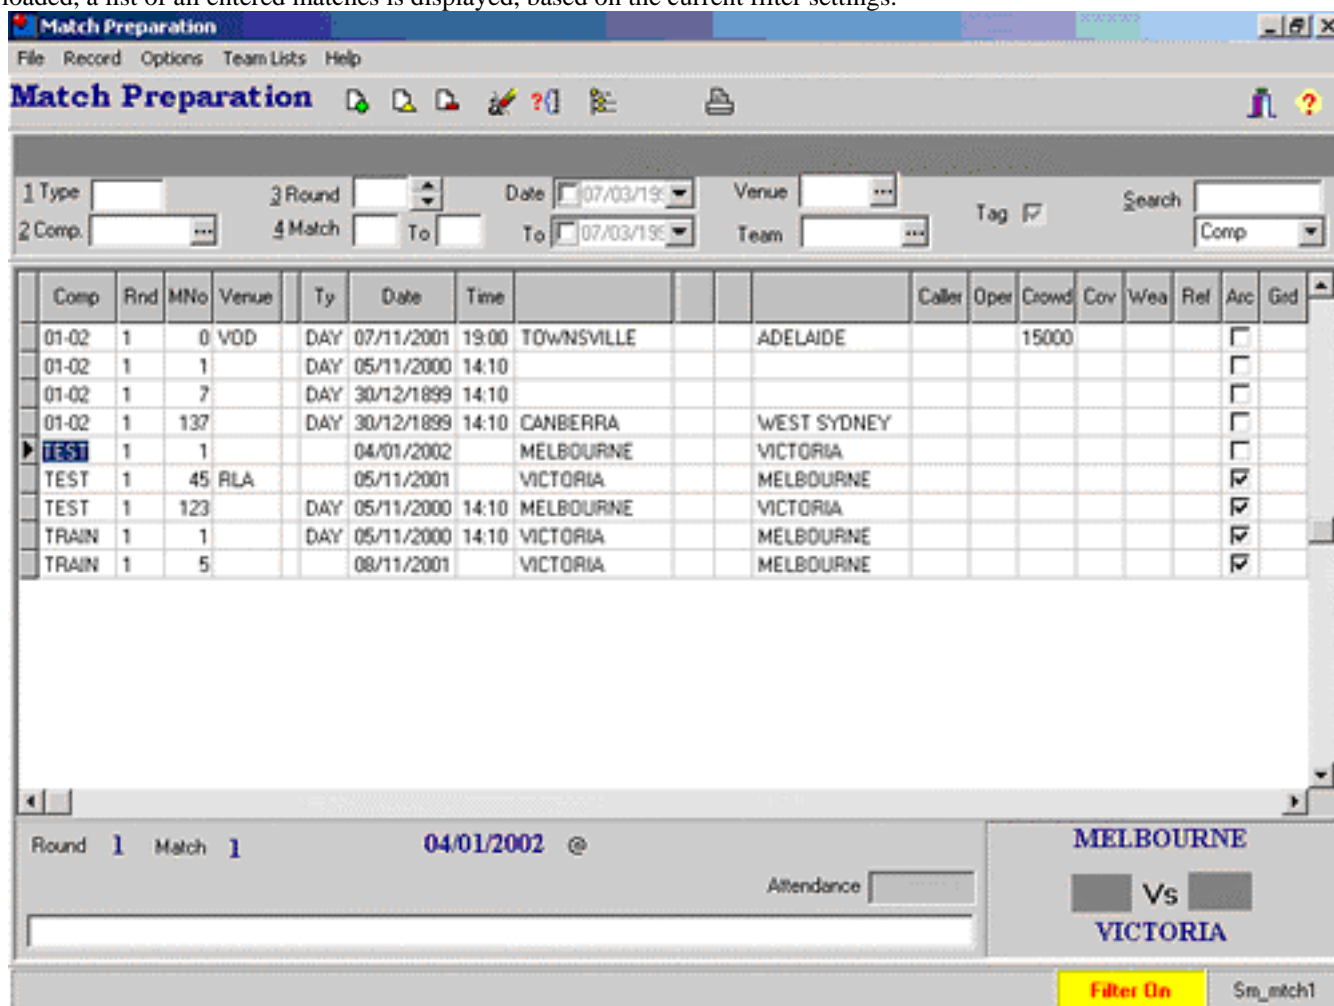 loaded, a list of all entered matches is displayed, based on the current filter settings.
Match Preparation
File Record Options Team Lists Help
Match Preparation
1 Type 3 Round Date 07/03/199 Venue Tag Search
2 Comp. 4 Match To To 07/03/199 Team Comp
Comp Rnd MNo Venue Ty Date Time Caller Oper Crowd Cov Wea Ref Arc Grd
01-02 1 0 VOD DAY 07/11/2001 19:00 TOWNSVILLE ADELAIDE 15000
01-02 1 1 DAY 05/11/2000 14:10
01-02 1 7 DAY 30/12/1899 14:10
01-02 1 137 DAY 30/12/1899 14:10 CANBERRA WEST SYDNEY
TEST 1 1 04/01/2002 MELBOURNE VICTORIA
TEST 1 45 RLA 05/11/2001 VICTORIA MELBOURNE
TEST 1 123 DAY 05/11/2000 14:10 MELBOURNE VICTORIA
TRAIN 1 1 DAY 05/11/2000 14:10 VICTORIA MELBOURNE
TRAIN 1 5 08/11/2001 VICTORIA MELBOURNE
Round 1 Match 1 04/01/2002 @ MELBOURNE
Attendance Vs
VICTORIA
Filter On Sm_mtch1